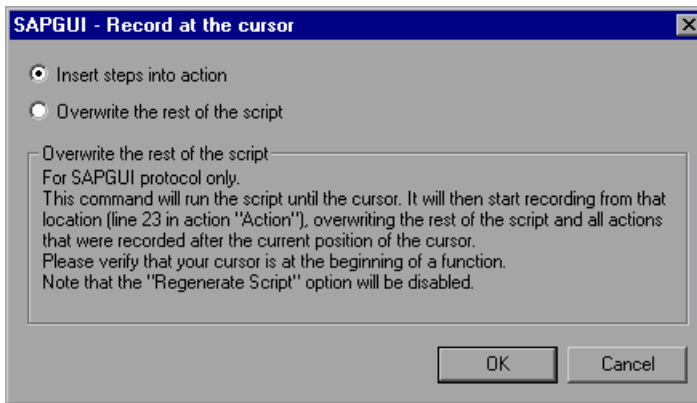 SAPGUI - Record at the cursor
Insert steps into action
Overwrite the rest of the script
Overwrite the rest of the script
For SAPGUI protocol only.
This command will run the script until the cursor. It will then start recording from that
location (line 23 in action "Action"), overwriting the rest of the script and all actions
that were recorded after the current position of the cursor.
Please verify that your cursor is at the beginning of a function.
Note that the "Regenerate Script" option will be disabled.
OK Cancel